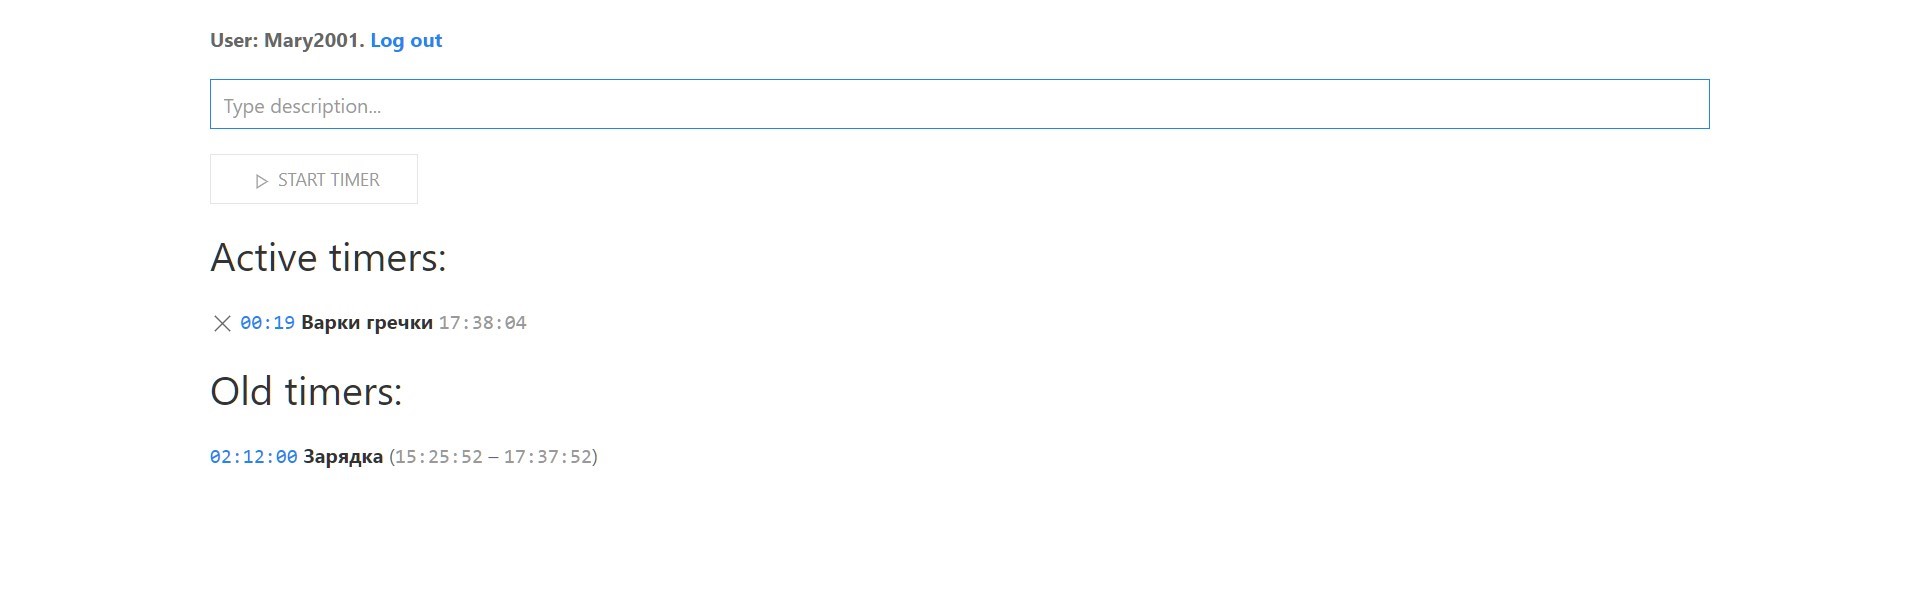 User: Mary2001. Log out
Type description...
START TIMER
Active timers:
00:19 Варки гречки 17:38:04
Old timers:
02:12:00 Зарядка (15:25:52 – 17:37:52)